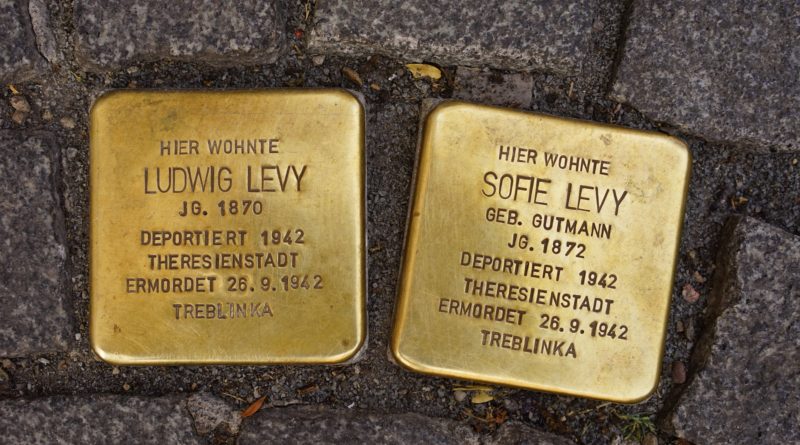 HIER WOHNTE
LUDWIG LEVY
JG. 1870
DEPORTIERT 1942
THERESIENSTADT
ERMORDET 26.9.1942
TREBLINKA
HIER WOHNTE
SOFIE LEVY
GEB. GUTMANN
JG. 1872
DEPORTIERT 1942
THERESIENSTADT
ERMORDET 26.9.1942
TREBLINKA